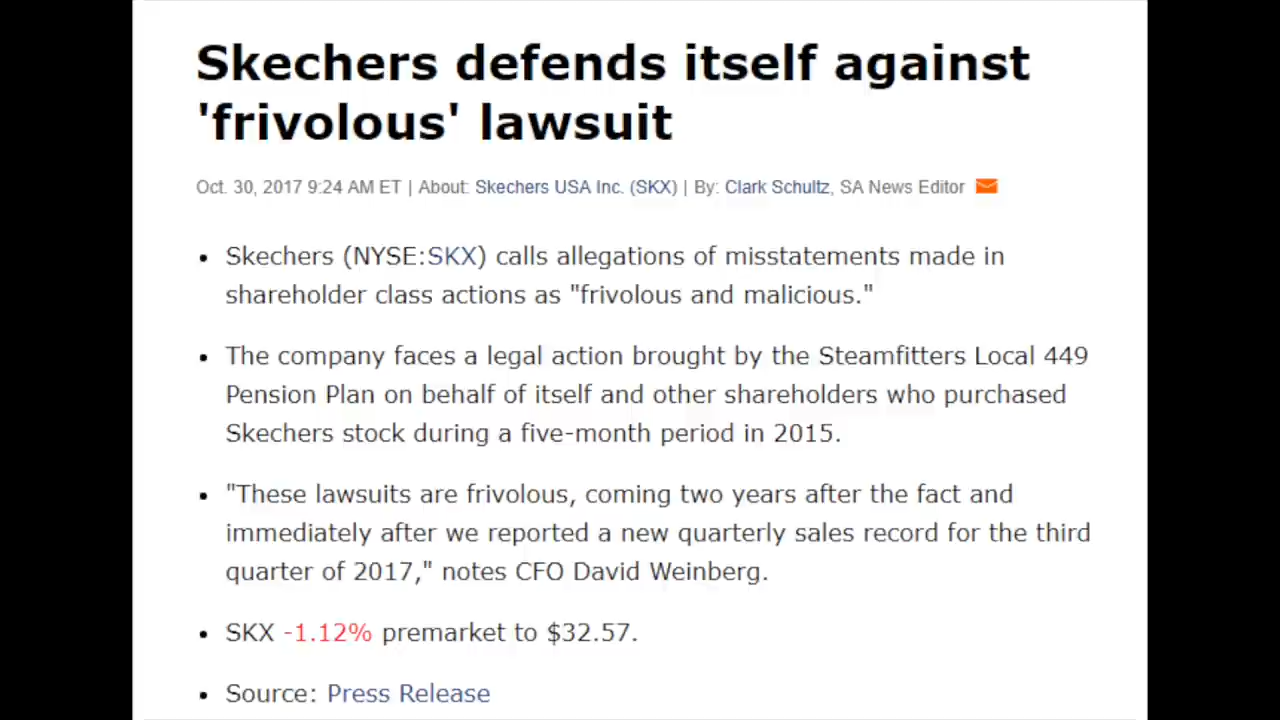 Skechers defends itself against
'frivolous' lawsuit
Oct. 30, 2017 9:24 AM ET | About: Skechers USA Inc. (SKX) | By: Clark Schultz, SA News Editor
• Skechers (NYSE:SKX) calls allegations of misstatements made in
shareholder class actions as "frivolous and malicious."
• The company faces a legal action brought by the Steamfitters Local 449
Pension Plan on behalf of itself and other shareholders who purchased
Skechers stock during a five-month period in 2015.
• "These lawsuits are frivolous, coming two years after the fact and
immediately after we reported a new quarterly sales record for the third
quarter of 2017," notes CFO David Weinberg.
• SKX -1.12% premarket to $32.57.
• Source: Press Release